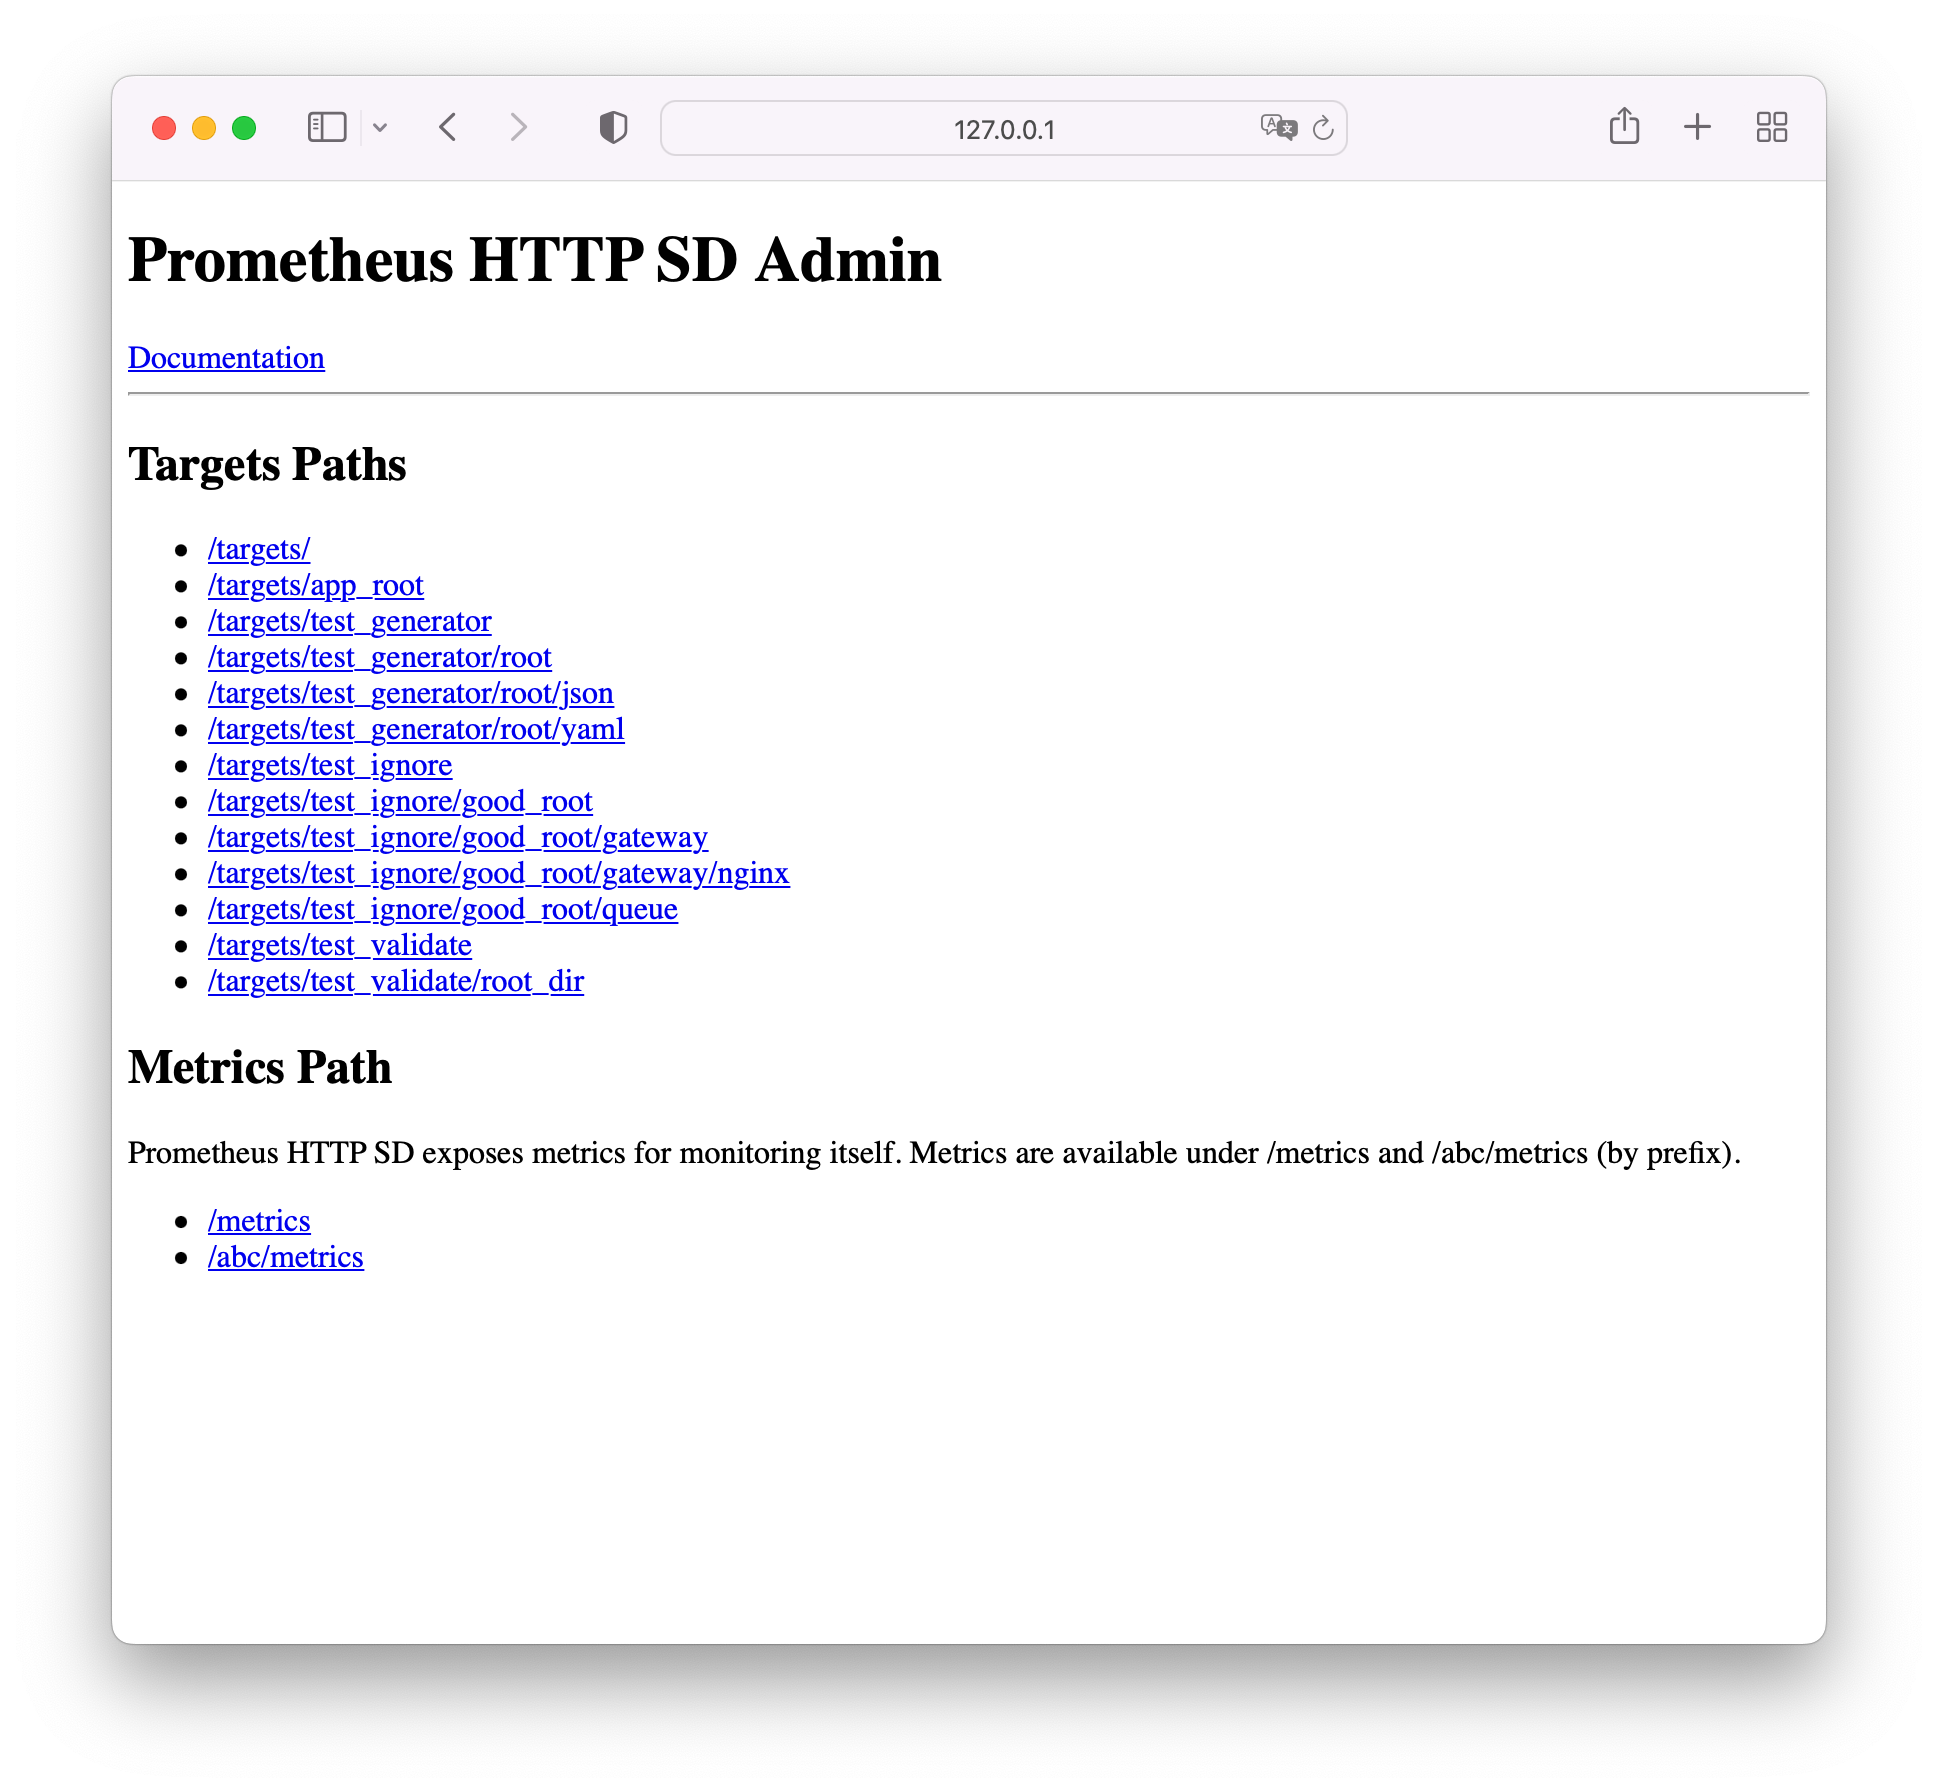 127.0.0.1
Prometheus HTTP SD Admin
Documentation
Targets Paths
/targets/
/targets/app_root
/targets/test_generator
/targets/test_generator/root
/targets/test_generator/root/json
/targets/test_generator/root/yaml
/targets/test_ignore
/targets/test_ignore/good_root
/targets/test_ignore/good_root/gateway
/targets/test_ignore/good_root/gateway/nginx
/targets/test_ignore/good_root/queue
/targets/test_validate
/targets/test_validate/root_dir
Metrics Path
Prometheus HTTP SD exposes metrics for monitoring itself. Metrics are available under /metrics and /abc/metrics (by prefix).
/metrics
/abc/metrics